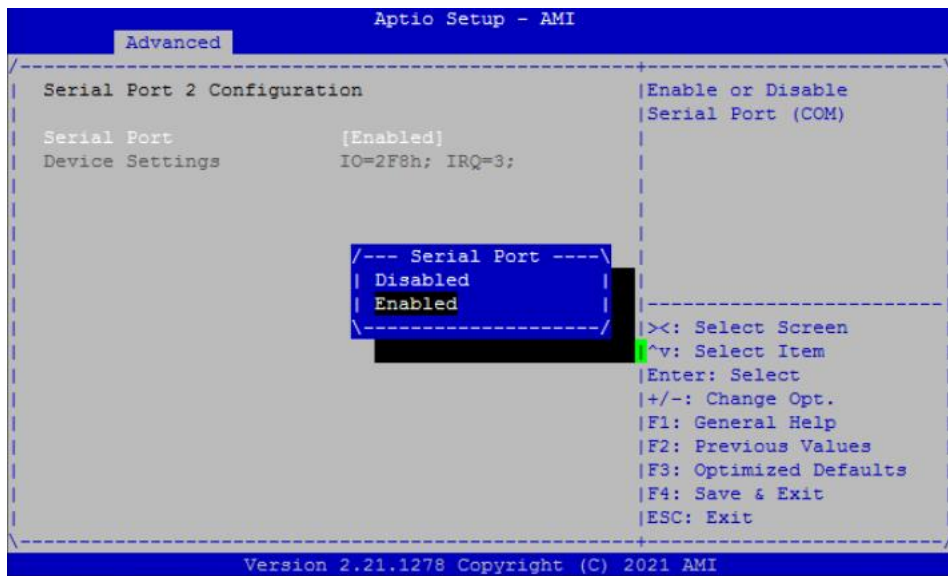 Aptio Setup - AMI
Advanced
Serial Port 2 Configuration
Serial Port [Enabled]
Device Settings IO=2F8h; IRQ=3;
Enable or Disable
Serial Port (COM)
/--- Serial Port ----\
Disabled
Enabled
><: Select Screen
^v: Select Item
Enter: Select
+/-: Change Opt.
F1: General Help
F2: Previous Values
F3: Optimized Defaults
F4: Save & Exit
ESC: Exit
Version 2.21.1278 Copyright (C) 2021 AMI